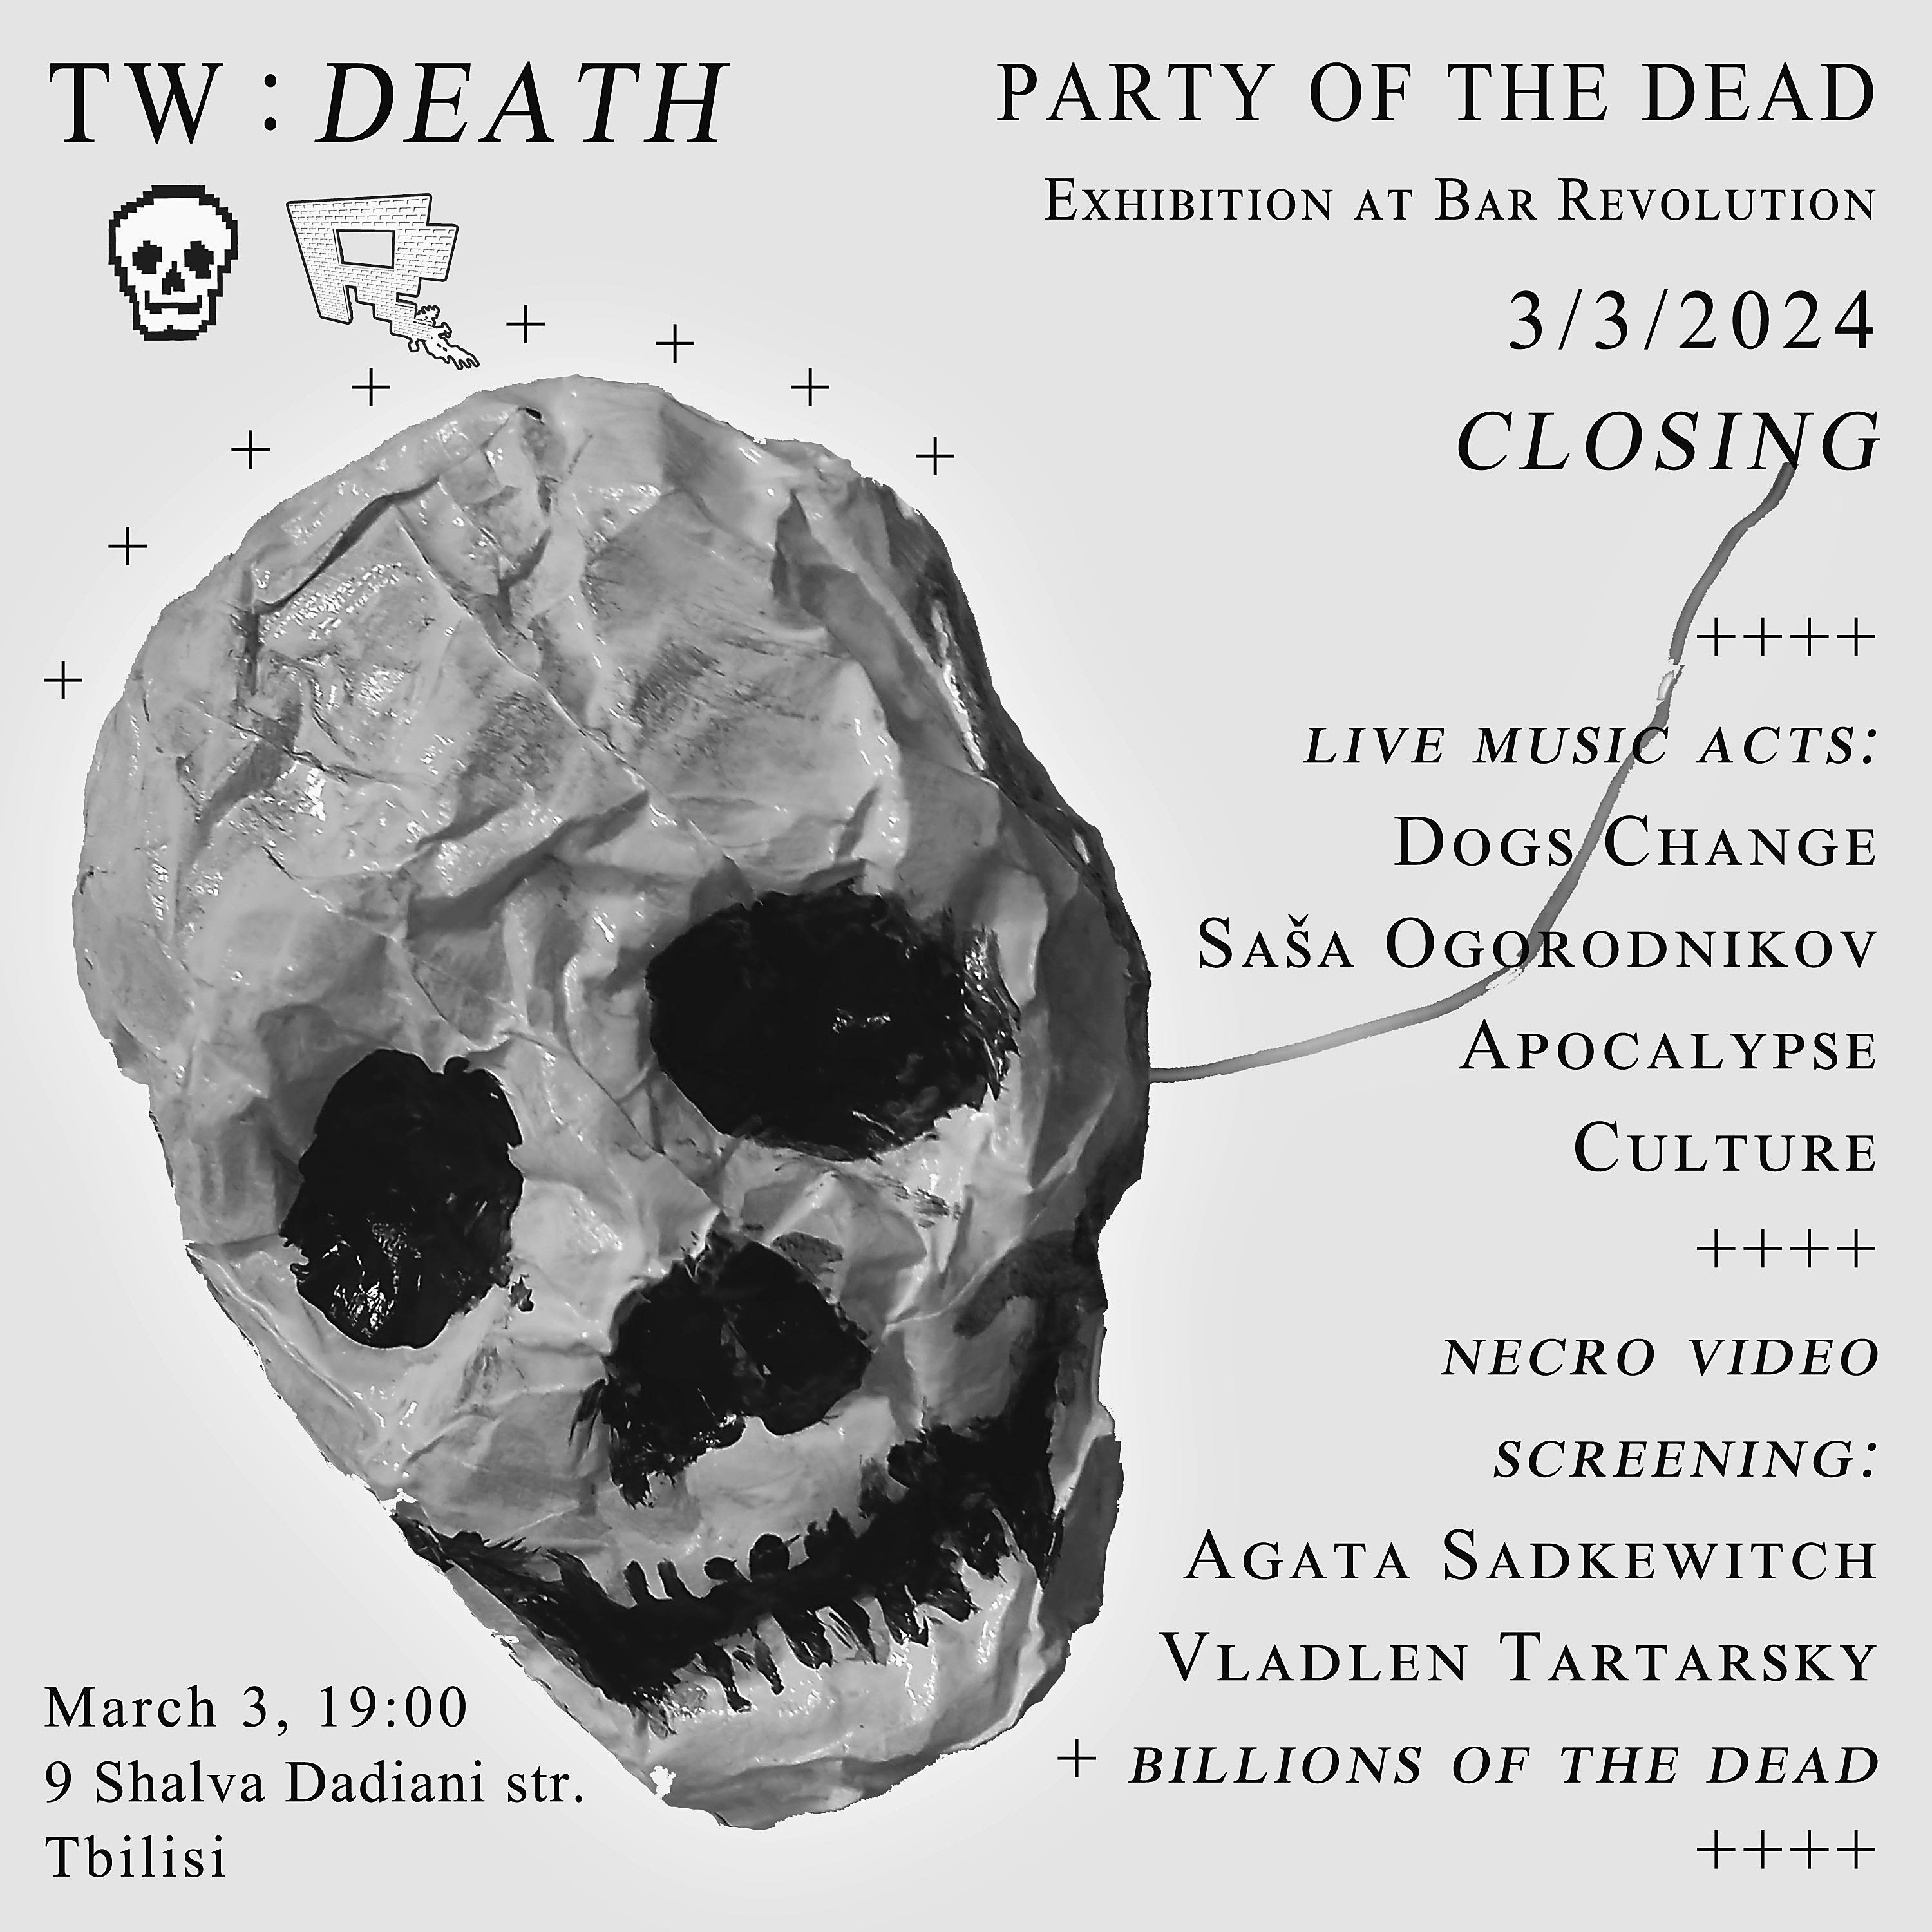 TW : DEATH
PARTY OF THE DEAD
EXHIBITION AT BAR REVOLUTION
3/3/2024
CLOSING
++++
LIVE MUSIC ACTS:
DOGS CHANGE
SAŠA OGORODNIKOV
APOCALYPSE
CULTURE
++++
NECRO VIDEO
SCREENING:
AGATA SADKEWITCH
VLADLEN TARTARSKY
+ BILLIONS OF THE DEAD
++++
March 3, 19:00
9 Shalva Dadiani str.
Tbilisi